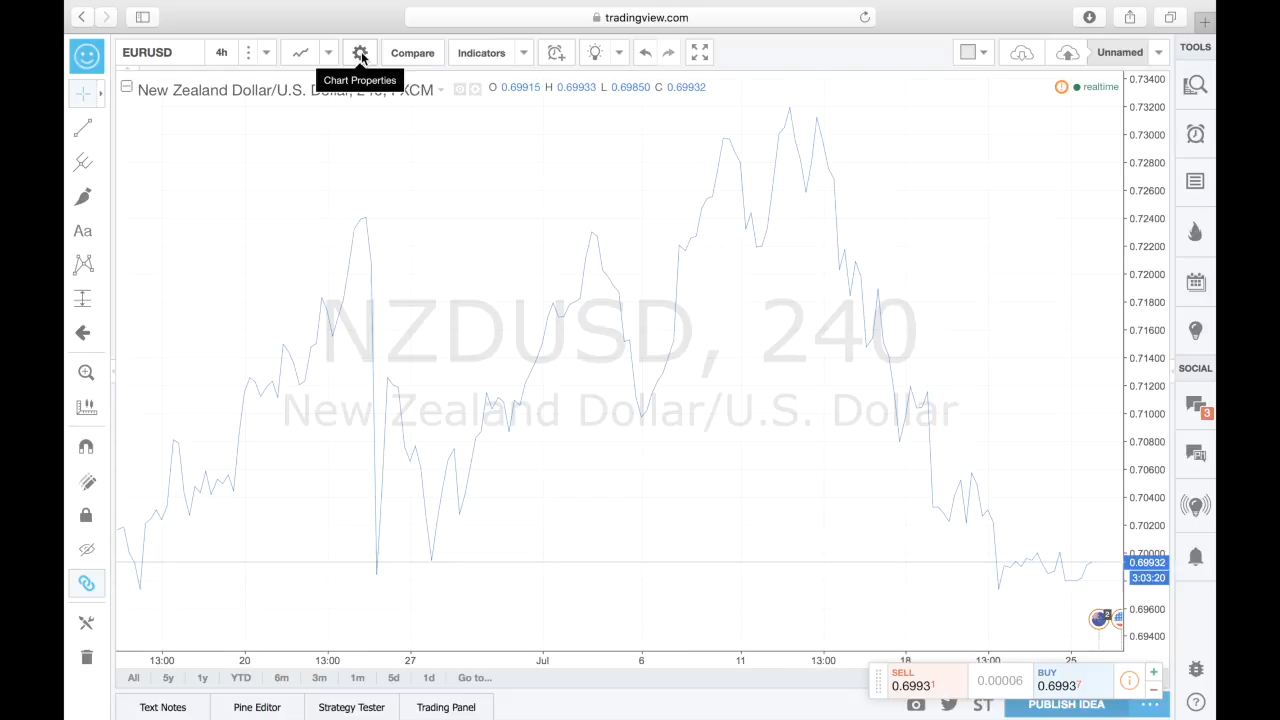 tradingview.com
EURUSD
4h
Compare
Indicators
Unnamed
TOOLS
Chart Properties
New Zealand Dollar/U.S. Dollar, 240, FXCM
O 0.69915 H 0.69933 L 0.69850 C 0.69932
realtime
NZDUSD, 240
New Zealand Dollar/U.S. Dollar
0.73400
0.73200
0.73000
0.72800
0.72600
0.72400
0.72200
0.72000
0.71800
0.71600
0.71400
0.71200
0.71000
0.70800
0.70600
0.70400
0.70200
0.70000
0.69932
3:03:20
0.69600
0.69400
Aa
SOCIAL
3
2
13:00 20 13:00 27 Jul 6 11 13:00 18 13:00 25
All 5y 1y YTD 6m 3m 1m 5d 1d Go to...
SELL
0.69931
0.00006
BUY
0.69937
Text Notes
Pine Editor
Strategy Tester
Trading Panel
ST
PUBLISH IDEA